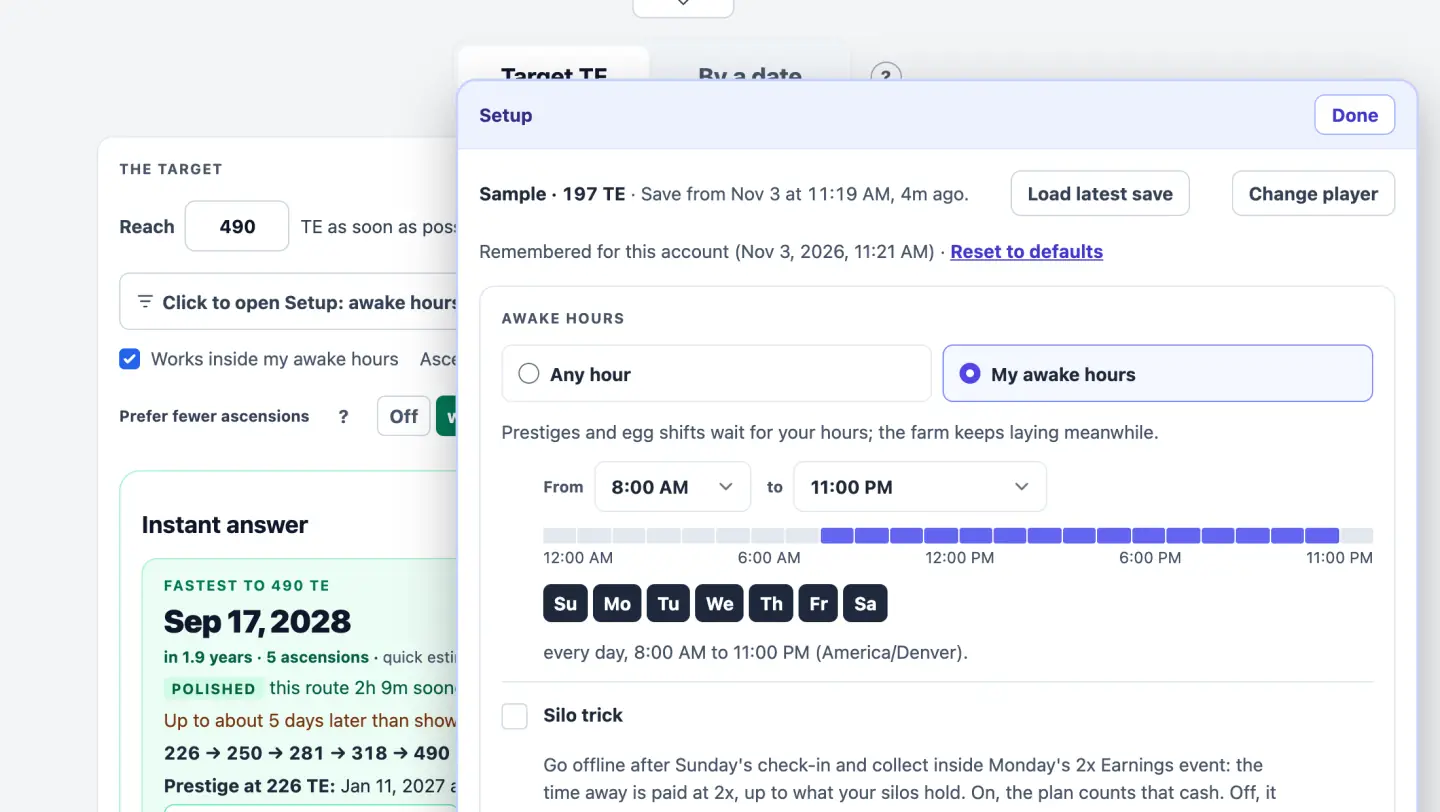 Target TE By a date ?
Setup Done
Sample · 197 TE · Save from Nov 3 at 11:19 AM, 4m ago. Load latest save Change player
Remembered for this account (Nov 3, 2026, 11:21 AM) · Reset to defaults
AWAKE HOURS
Any hour My awake hours
Prestiges and egg shifts wait for your hours; the farm keeps laying meanwhile.
From 8:00 AM to 11:00 PM
12:00 AM 6:00 AM 12:00 PM 6:00 PM 11:00 PM
Su Mo Tu We Th Fr Sa
every day, 8:00 AM to 11:00 PM (America/Denver).
Silo trick
Go offline after Sunday's check-in and collect inside Monday's 2x Earnings event: the
time away is paid at 2x, up to what your silos hold. On, the plan counts that cash. Off, it
THE TARGET
Reach 490 TE as soon as
Click to open Setup: awake hours
Works inside my awake hours
Prefer fewer ascensions ? Off
Instant answer
FASTEST TO 490 TE
Sep 17, 2028
in 1.9 years · 5 ascensions · quick
POLISHED this route 2h 9m
Up to about 5 days later than
226 → 250 → 281 → 318 → 490
Prestige at 226 TE: Jan 11, 2027